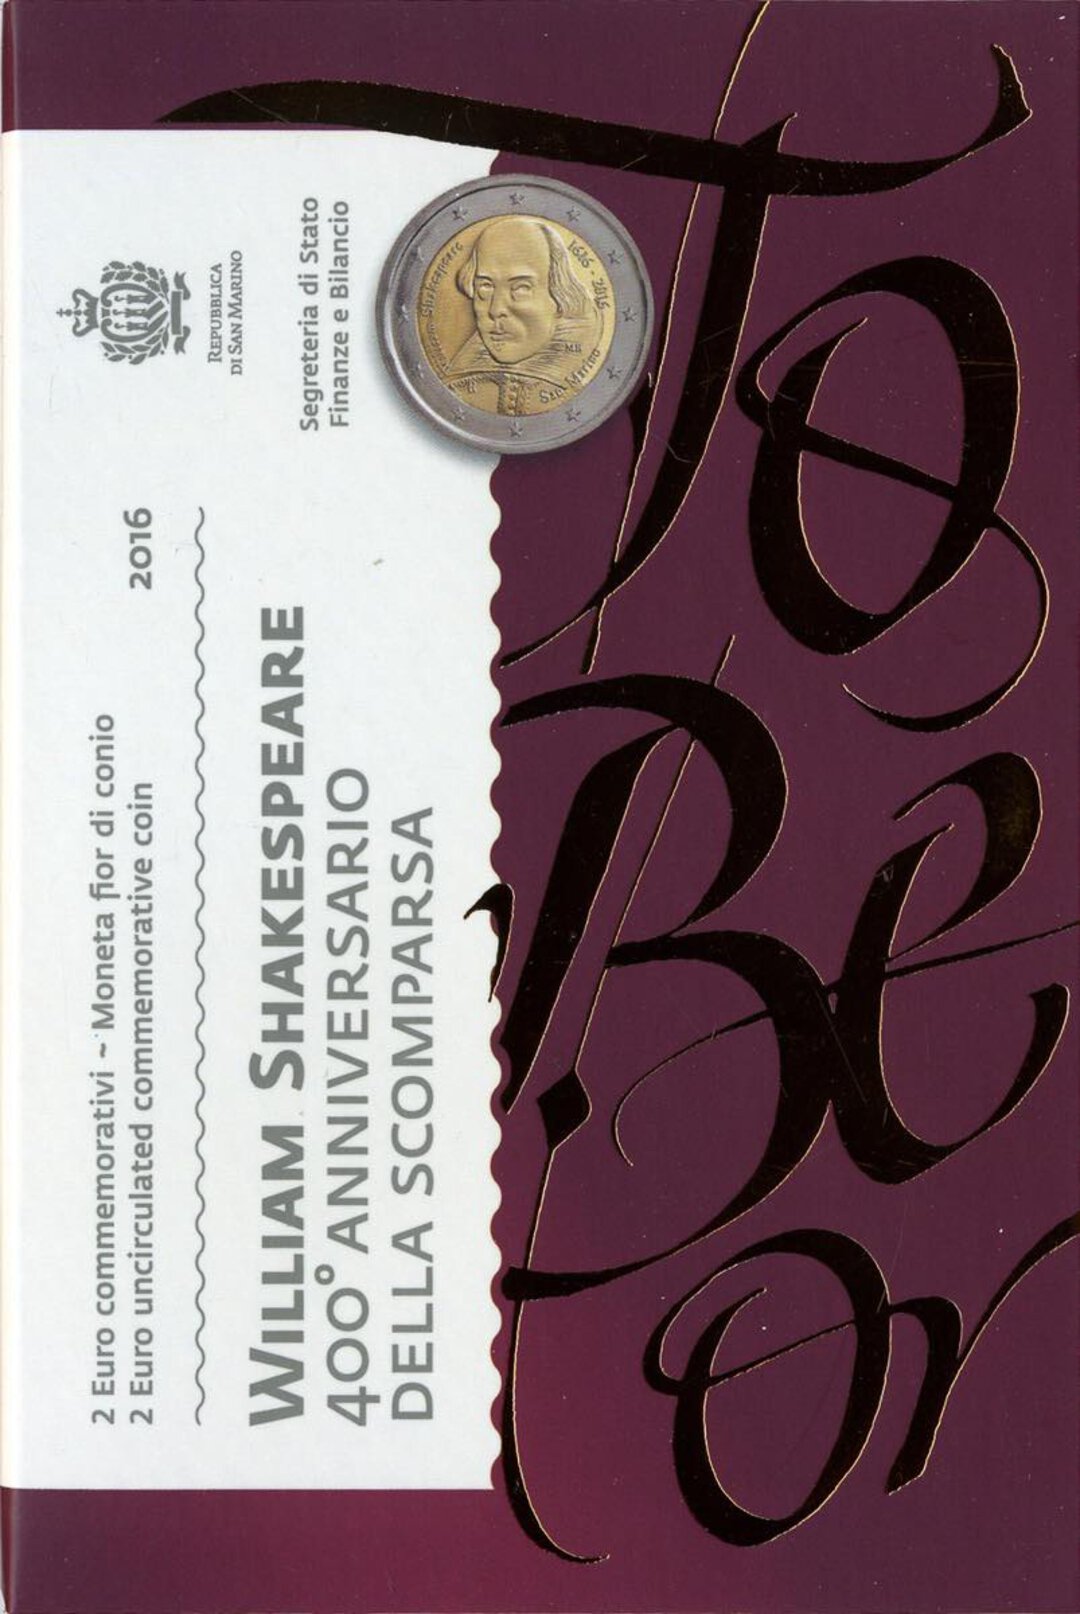 2 Euro commemorativi ~ Moneta fior di conio
2 Euro uncirculated commemorative coin 2016
WILLIAM SHAKESPEARE
400° ANNIVERSARIO
DELLA SCOMPARSA
REPUBBLICA
DI SAN MARINO
Segreteria di Stato
Finanze e Bilancio
William Shakespeare
1616 - 2016
San Marino
R
MB
To
Be
or